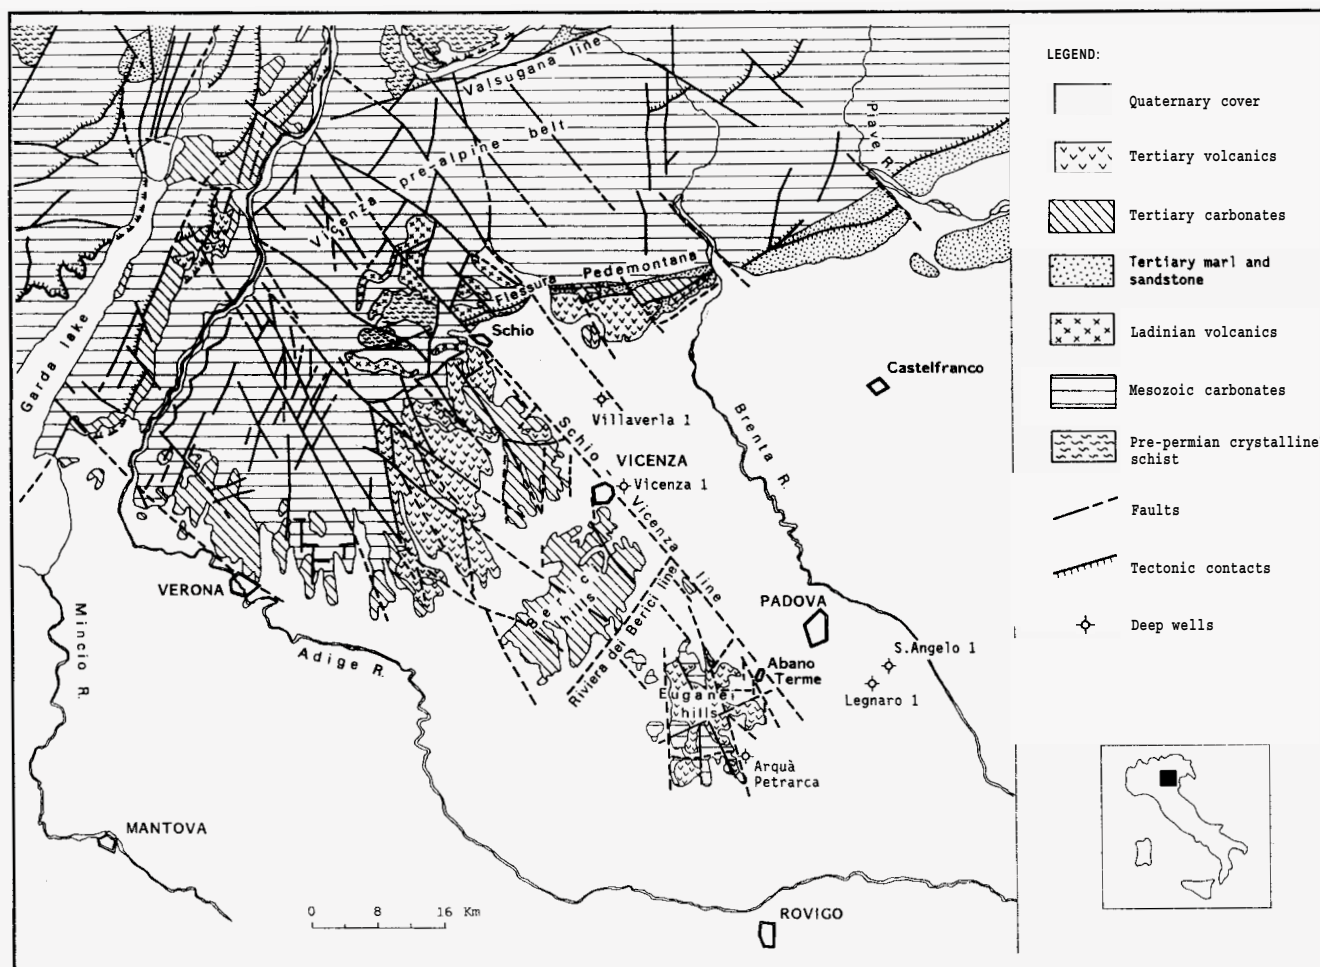 Valsugana line
Piave R.
prealpine belt
Vicenza
Flessura Pedemontana
Schio
Garda lake
Castelfranco
Villaverla 1
Brenta R.
Schio Vicenza line
VICENZA
Vicenza 1
Berici hills
Riviera dei Berici line
VERONA
PADOVA
Mincio R.
Adige R.
S.Angelo 1
Abano
Terme
Legnaro 1
Euganei
hills
Arquà
Petrarca
MANTOVA
0 8 16 Km
ROVIGO
LEGEND:
Quaternary cover
Tertiary volcanics
Tertiary carbonates
Tertiary marl and
sandstone
Ladinian volcanics
Mesozoic carbonates
Pre-permian crystalline
schist
Faults
Tectonic contacts
Deep wells